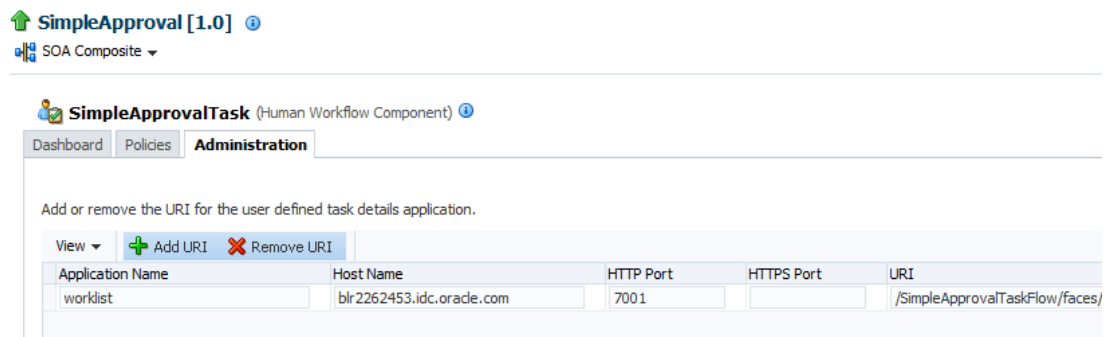 SimpleApproval [1.0]
SOA Composite
SimpleApprovalTask (Human Workflow Component)
Dashboard Policies Administration
Add or remove the URI for the user defined task details application.
View Add URI Remove URI
Application Name Host Name HTTP Port HTTPS Port URI
worklist blr2262453.idc.oracle.com 7001 /SimpleApprovalTaskFlow/faces/